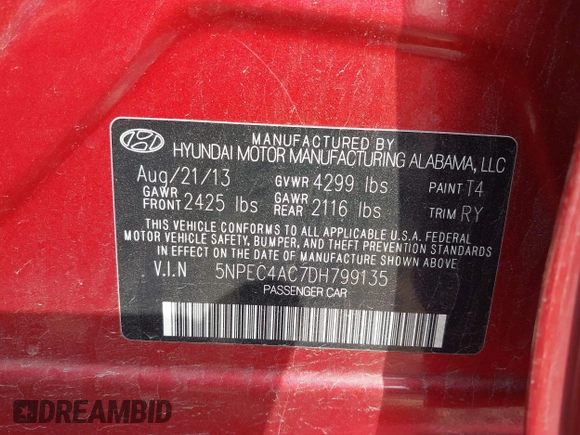 MANUFACTURED BY
HYUNDAI MOTOR MANUFACTURING ALABAMA, LLC
Aug/21/13 GVWR 4299 lbs PAINT T4
GAWR FRONT 2425 lbs GAWR REAR 2116 lbs TRIM RY
THIS VEHICLE CONFORMS TO ALL APPLICABLE U.S.A. FEDERAL
MOTOR VEHICLE SAFETY, BUMPER, AND THEFT PREVENTION STANDARDS
IN EFFECT ON THE DATE OF MANUFACTURE SHOWN ABOVE.
V.I.N 5NPEC4AC7DH799135
PASSENGER CAR
DREAMBID